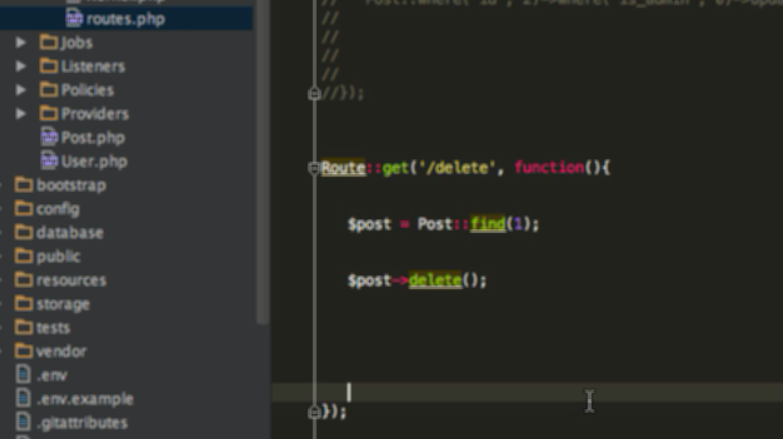 routes.php
Jobs
Listeners
Policies
Providers
Post.php
User.php
bootstrap
config
database
public
resources
storage
tests
vendor
.env
.env.example
.gitattributes
//
//
//
//
//});
Route::get('/delete', function(){
$post = Post::find(1);
$post->delete();
});